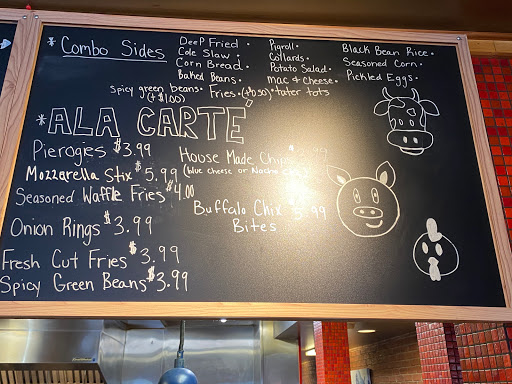 * Combo Sides
Deep Fried •
Cole Slaw •
Corn Bread •
Baked Beans •
Spicy green beans •
(+$1.00)
Pigroll •
Collards •
Potato Salad •
Mac & Cheese •
Fries • (+0.50) • tater tots
Black Bean Rice •
Seasoned Corn •
Pickled Eggs •
* ALA CARTÉ
Pierogies $3.99
Mozzarella Stix $5.99
Seasoned Waffle Fries $4.00
Onion Rings $3.99
Fresh Cut Fries $3.99
Spicy Green Beans $3.99
House Made Chips
(blue cheese or Nacho
Buffalo Chix
Bites